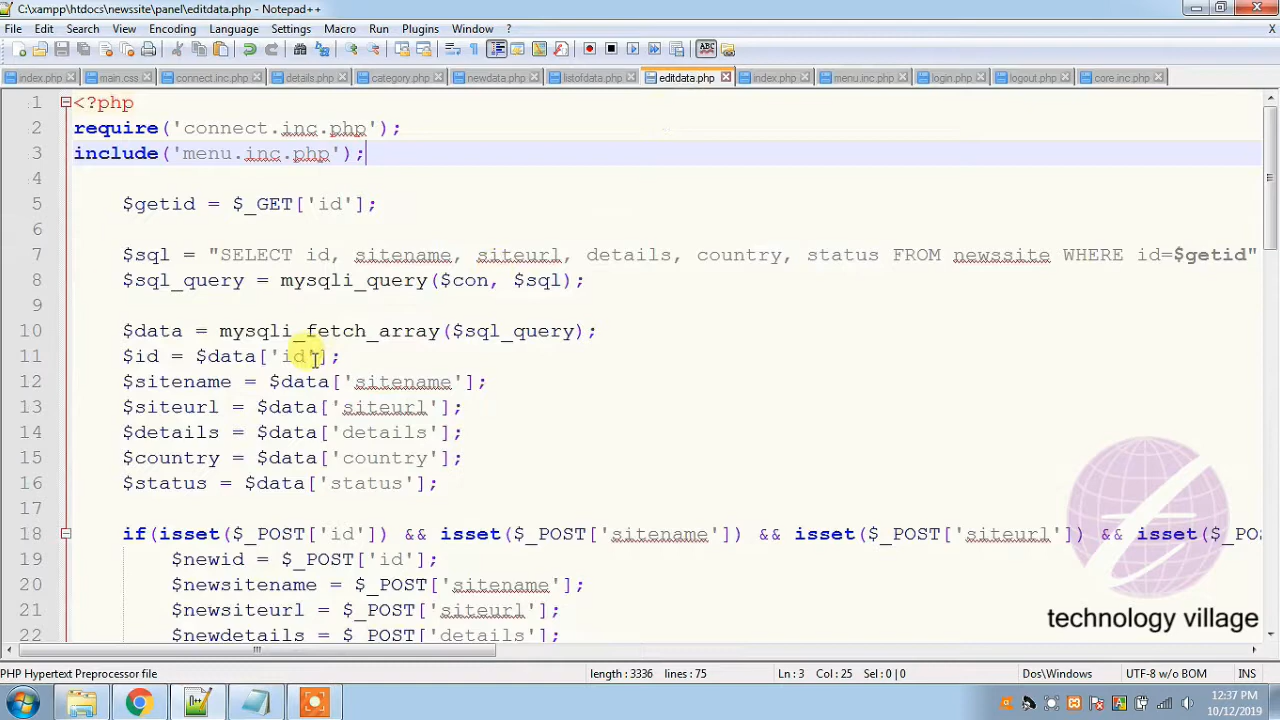 C:\xampp\htdocs\newssite\panel\editdata.php - Notepad++
File Edit Search View Encoding Language Settings Macro Run Plugins Window ? X
index.php main.css connect.inc.php details.php category.php newdata.php listofdata.php editdata.php index.php menu.inc.php login.php logout.php core.inc.php
1 <?php
2 require('connect.inc.php');
3 include('menu.inc.php');
4
5 $getid = $_GET['id'];
6
7 $sql = "SELECT id, sitename, siteurl, details, country, status FROM newssite WHERE id=$getid"
8 $sql_query = mysqli_query($con, $sql);
9
10 $data = mysqli_fetch_array($sql_query);
11 $id = $data['id'];
12 $sitename = $data['sitename'];
13 $siteurl = $data['siteurl'];
14 $details = $data['details'];
15 $country = $data['country'];
16 $status = $data['status'];
17
18 if(isset($_POST['id']) && isset($_POST['sitename']) && isset($_POST['siteurl']) && isset($_PO
19 $newid = $_POST['id'];
20 $newsitename = $_POST['sitename'];
21 $newsiteurl = $_POST['siteurl'];
22 $newdetails = $_POST['details'];
technology village
PHP Hypertext Preprocessor file length : 3336 lines : 75 Ln : 3 Col : 25 Sel : 0 | 0 Dos\Windows UTF-8 w/o BOM INS
12:37 PM
10/12/2019